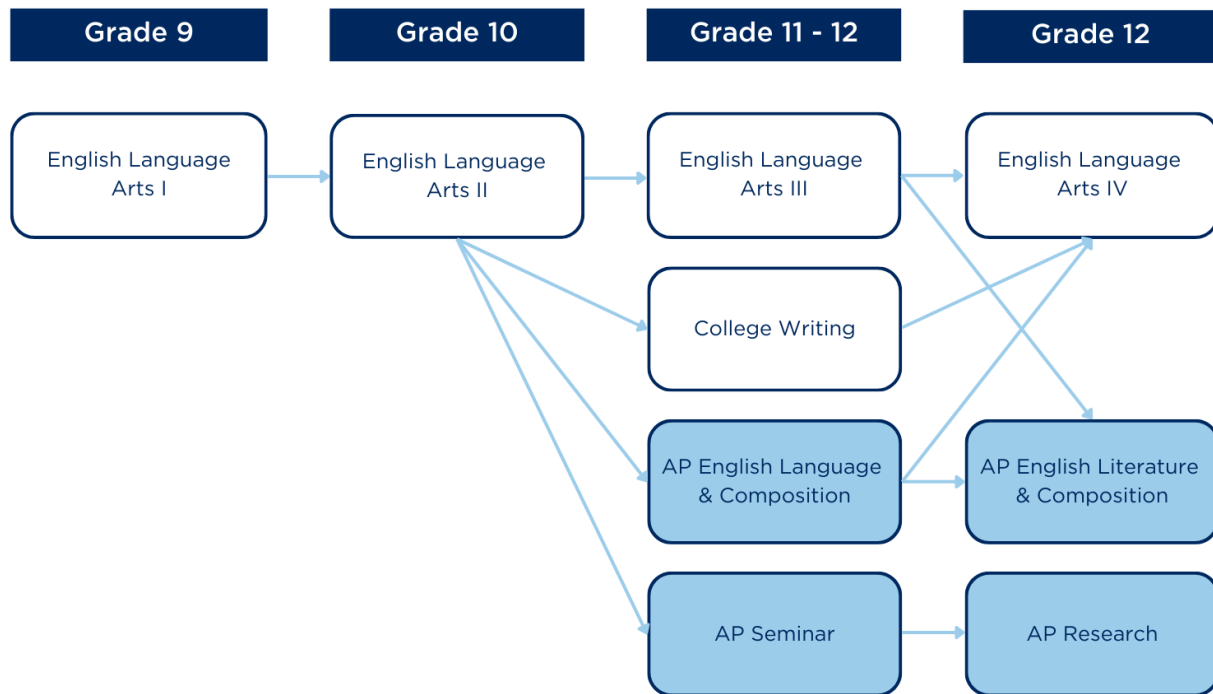 Grade 9
Grade 10
Grade 11 - 12
Grade 12
English Language
Arts I
English Language
Arts II
English Language
Arts III
English Language
Arts IV
College Writing
AP English Language
& Composition
AP English Literature
& Composition
AP Seminar
AP Research